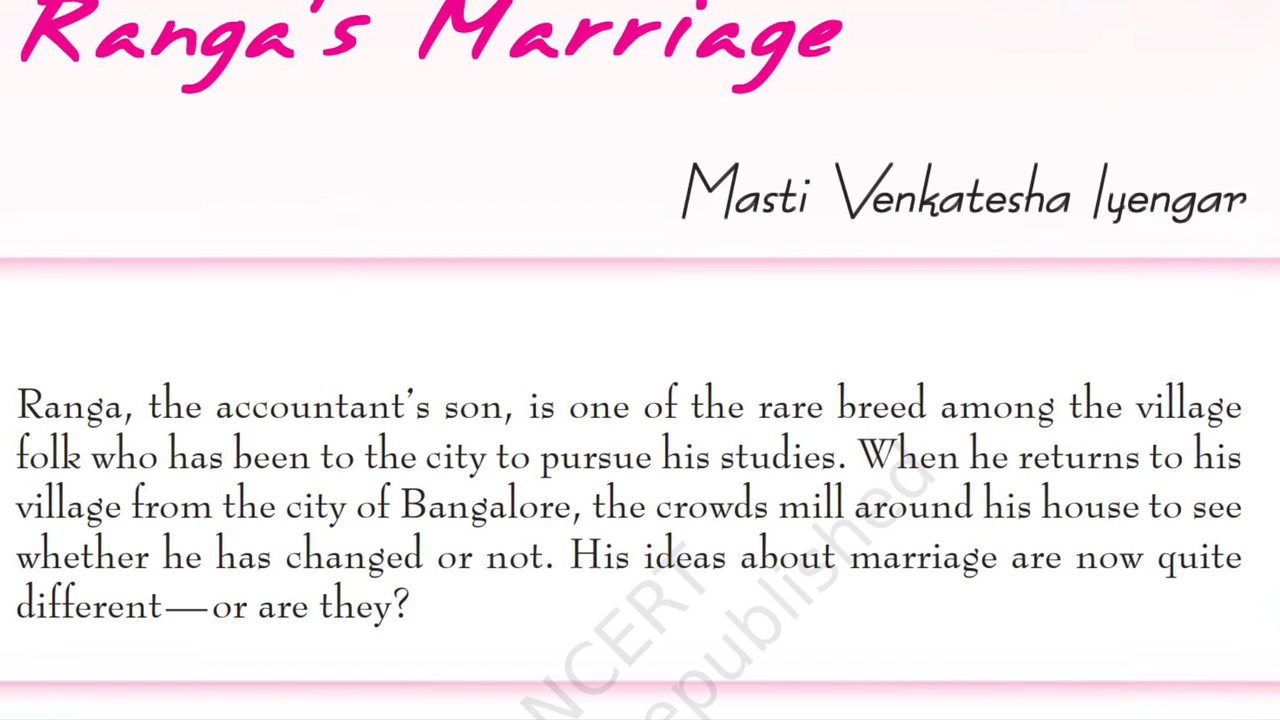 Ranga's Marriage
Masti Venkatesha Iyengar
Ranga, the accountant's son, is one of the rare breed among the village
folk who has been to the city to pursue his studies. When he returns to his
village from the city of Bangalore, the crowds mill around his house to see
whether he has changed or not. His ideas about marriage are now quite
different—or are they?
NCERT
republished